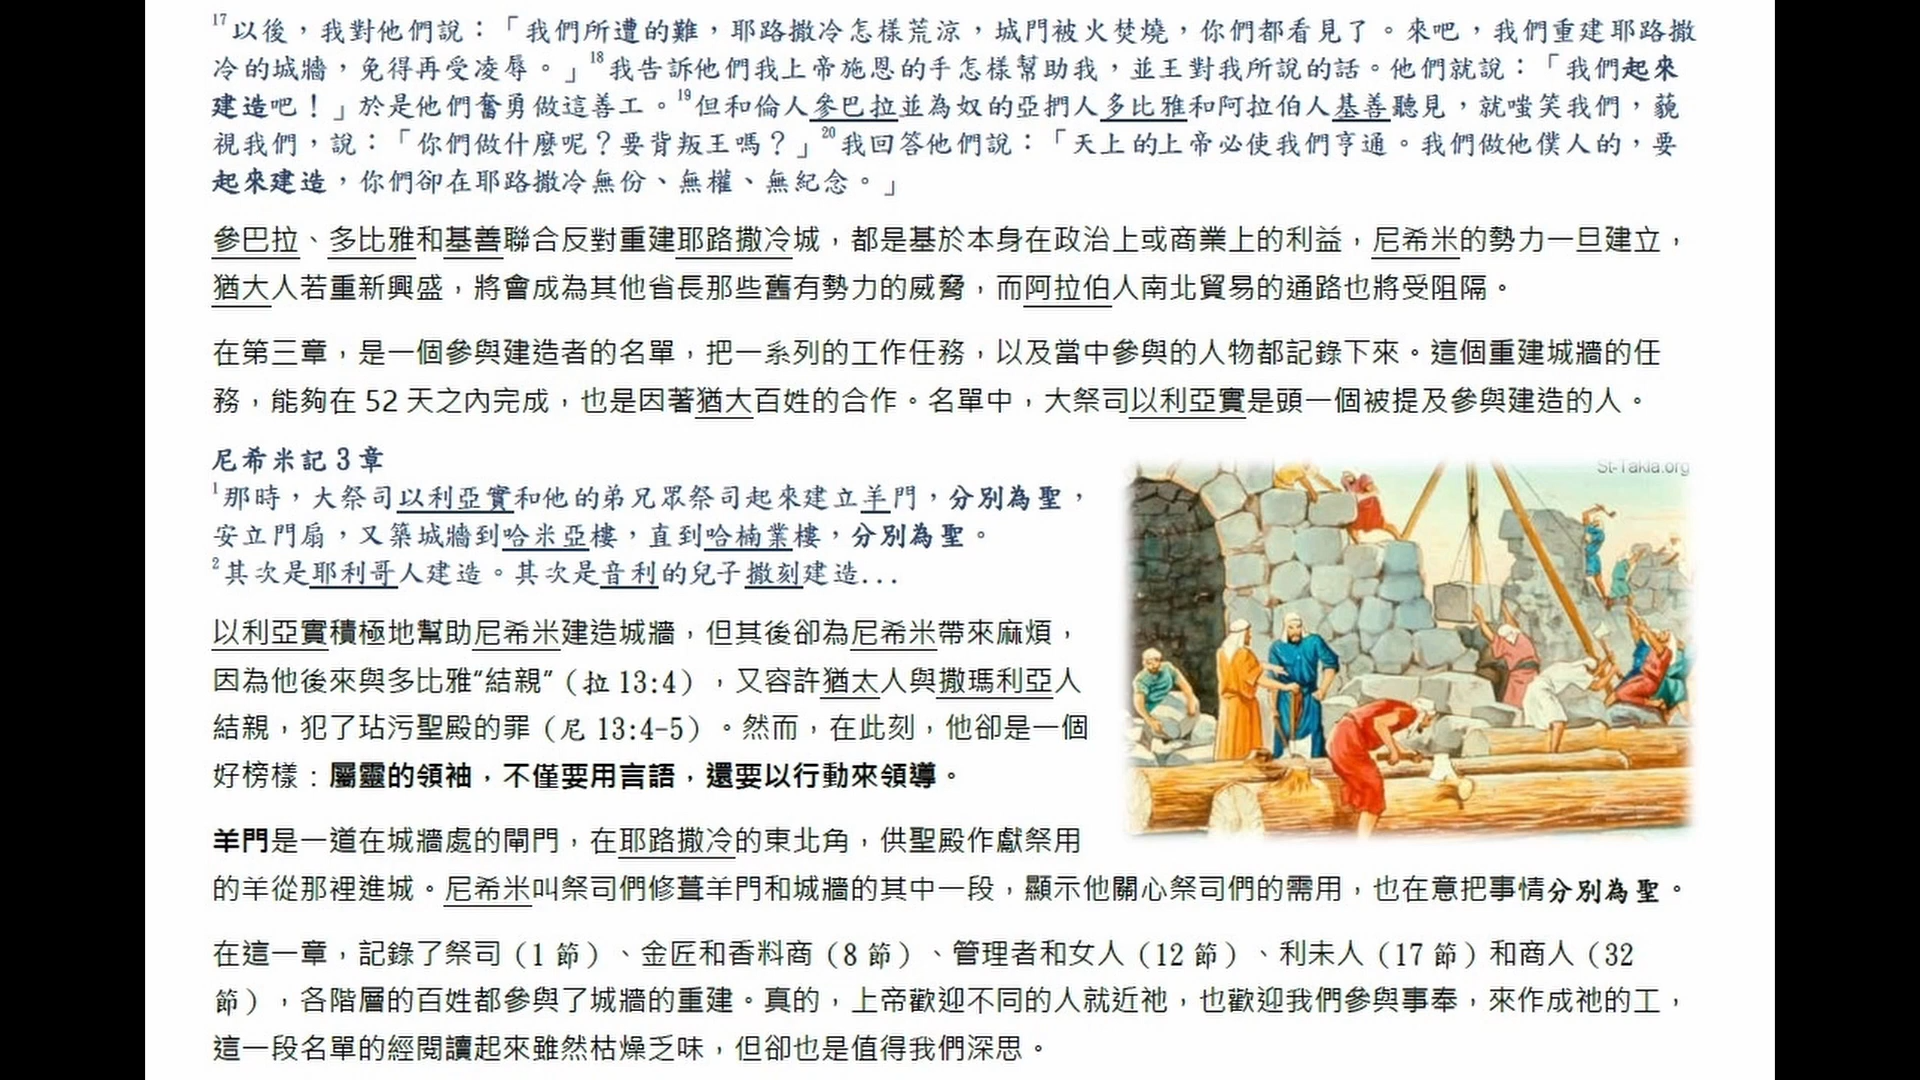 17以後，我對他們說：「我們所遭的難，耶路撒冷怎樣荒涼，城門被火焚燒，你們都看見了。來吧，我們重建耶路撒
冷的城牆，免得再受凌辱。」18我告訴他們我上帝施恩的手怎樣幫助我，並王對我所說的話。他們就說：「我們起來
建造吧！」於是他們奮勇做這善工。19但和倫人參巴拉並為奴的亞捫人多比雅和阿拉伯人基善聽見，就嗤笑我們，藐
視我們，說：「你們做什麼呢？要背叛王嗎？」20我回答他們說：「天上的上帝必使我們亨通。我們做他僕人的，要
起來建造，你們卻在耶路撒冷無份、無權、無紀念。」
參巴拉、多比雅和基善聯合反對重建耶路撒冷城，都是基於本身在政治上或商業上的利益，尼希米的勢力一旦建立，
猶大人若重新興盛，將會成為其他省長那些舊有勢力的威脅，而阿拉伯人南北貿易的通路也將受阻隔。
在第三章，是一個參與建造者的名單，把一系列的工作任務，以及當中參與的人物都記錄下來。這個重建城牆的任
務，能夠在 52 天之內完成，也是因著猶大百姓的合作。名單中，大祭司以利亞實是頭一個被提及參與建造的人。
尼希米記 3 章
1那時，大祭司以利亞實和他的弟兄眾祭司起來建立羊門，分別為聖，
安立門扇，又築城牆到哈米亞樓，直到哈楠業樓，分別為聖。
2其次是耶利哥人建造。其次是音利的兒子撒刻建造...
St-Takla.org
以利亞實積極地幫助尼希米建造城牆，但其後卻為尼希米帶來麻煩，
因為他後來與多比雅“結親”（拉 13:4），又容許猶太人與撒瑪利亞人
結親，犯了玷污聖殿的罪（尼 13:4-5）。然而，在此刻，他卻是一個
好榜樣：屬靈的領袖，不僅要用言語，還要以行動來領導。
羊門是一道在城牆處的閘門，在耶路撒冷的東北角，供聖殿作獻祭用
的羊從那裡進城。尼希米叫祭司們修葺羊門和城牆的其中一段，顯示他關心祭司們的需用，也在意把事情分別為聖。
在這一章，記錄了祭司（1 節）、金匠和香料商（8 節）、管理者和女人（12 節）、利未人（17 節）和商人（32
節），各階層的百姓都參與了城牆的重建。真的，上帝歡迎不同的人就近祂，也歡迎我們參與事奉，來作成祂的工，
這一段名單的經閱讀起來雖然枯燥乏味，但卻也是值得我們深思。